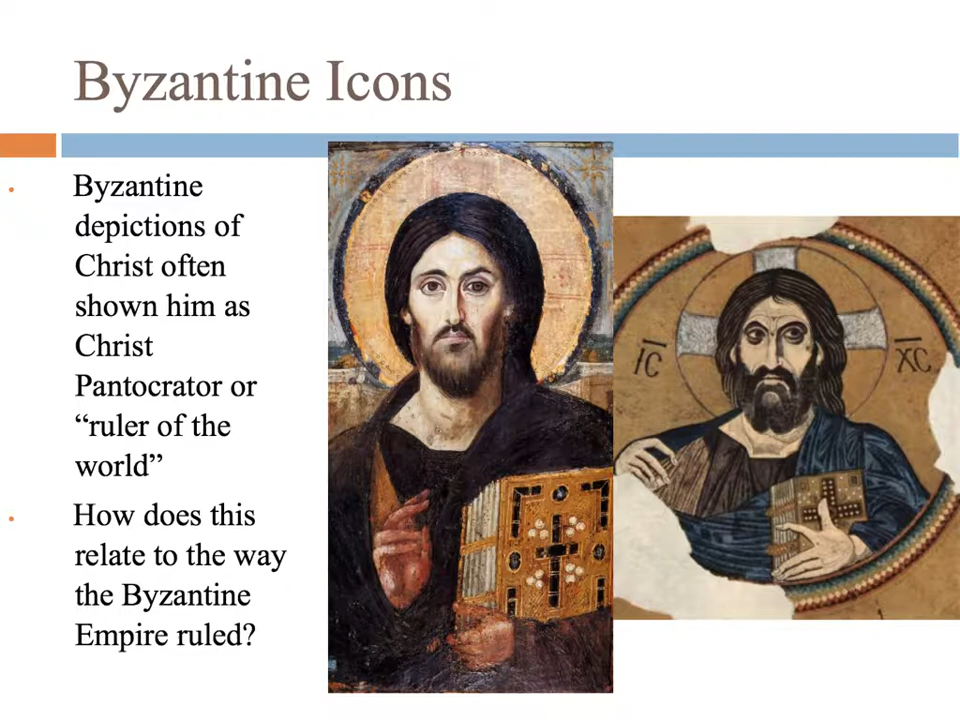 Byzantine Icons
• Byzantine
depictions of
Christ often
shown him as
Christ
Pantocrator or
“ruler of the
world”
• How does this
relate to the way
the Byzantine
Empire ruled?
IC XC